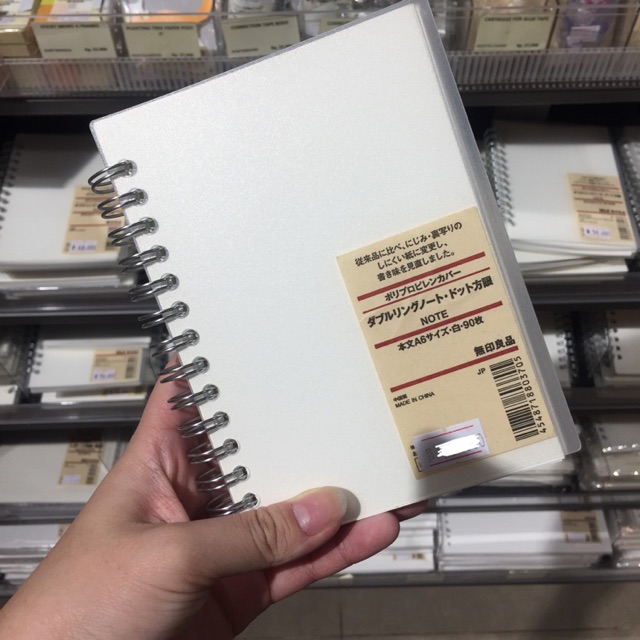 従来品に比べ、にじみ・裏写りの
しにくい紙に変更し、
書き味を見直しました。
ポリプロピレンカバー
ダブルリングノート・ドット方眼
NOTE
本文A6サイズ・白・90枚
無印良品
JP
中国製
MADE IN CHINA
4548718803705